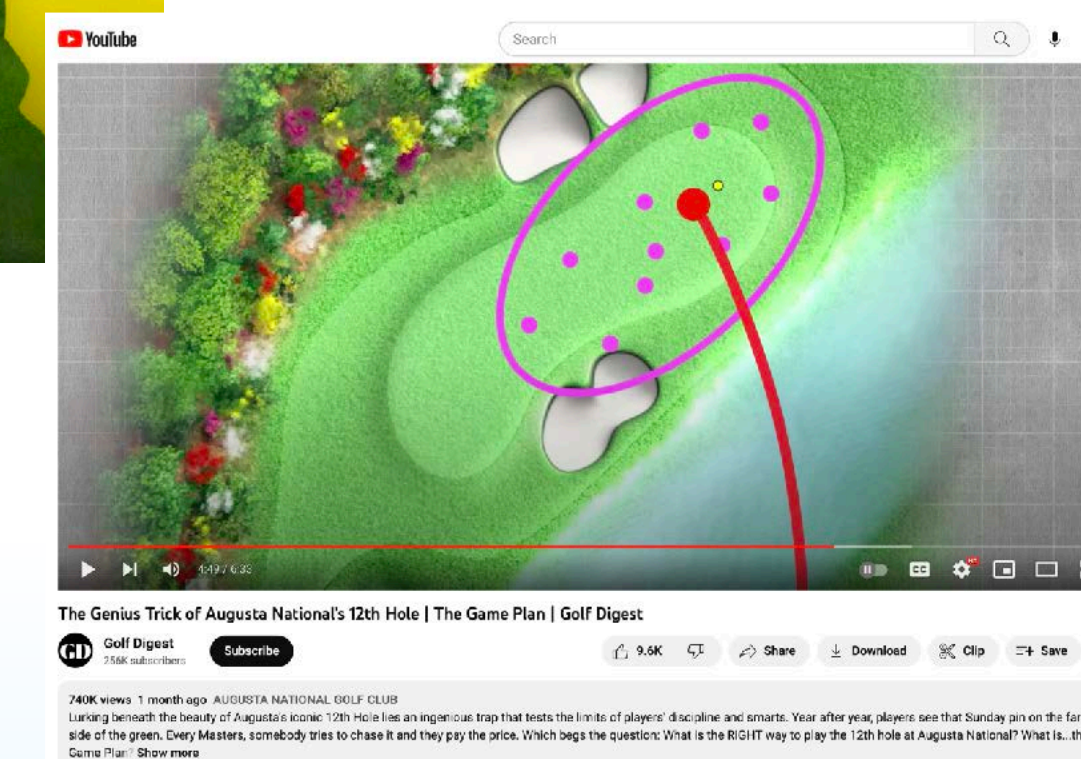 YouTube
Search
4:49 / 6:33
CC
The Genius Trick of Augusta National's 12th Hole | The Game Plan | Golf Digest
GD
Golf Digest
256K subscribers
Subscribe
9.6K
Share
Download
Clip
Save
740K views 1 month ago AUGUSTA NATIONAL GOLF CLUB
Lurking beneath the beauty of Augusta's iconic 12th Hole lies an ingenious trap that tests the limits of players' discipline and smarts. Year after year, players see that Sunday pin on the far
side of the green. Every Masters, somebody tries to chase it and they pay the price. Which begs the question: What is the RIGHT way to play the 12th hole at Augusta National? What is...th
Game Plan? Show more